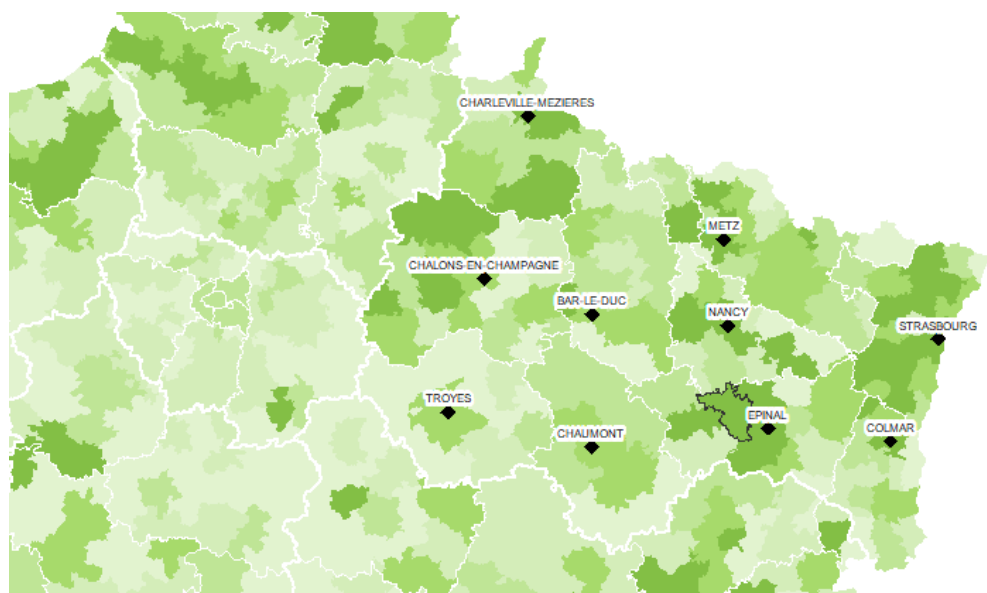 CHARLEVILLE-MEZIERES
METZ
CHALONS-EN-CHAMPAGNE
BAR-LE-DUC
NANCY
STRASBOURG
TROYES
EPINAL
CHAUMONT
COLMAR